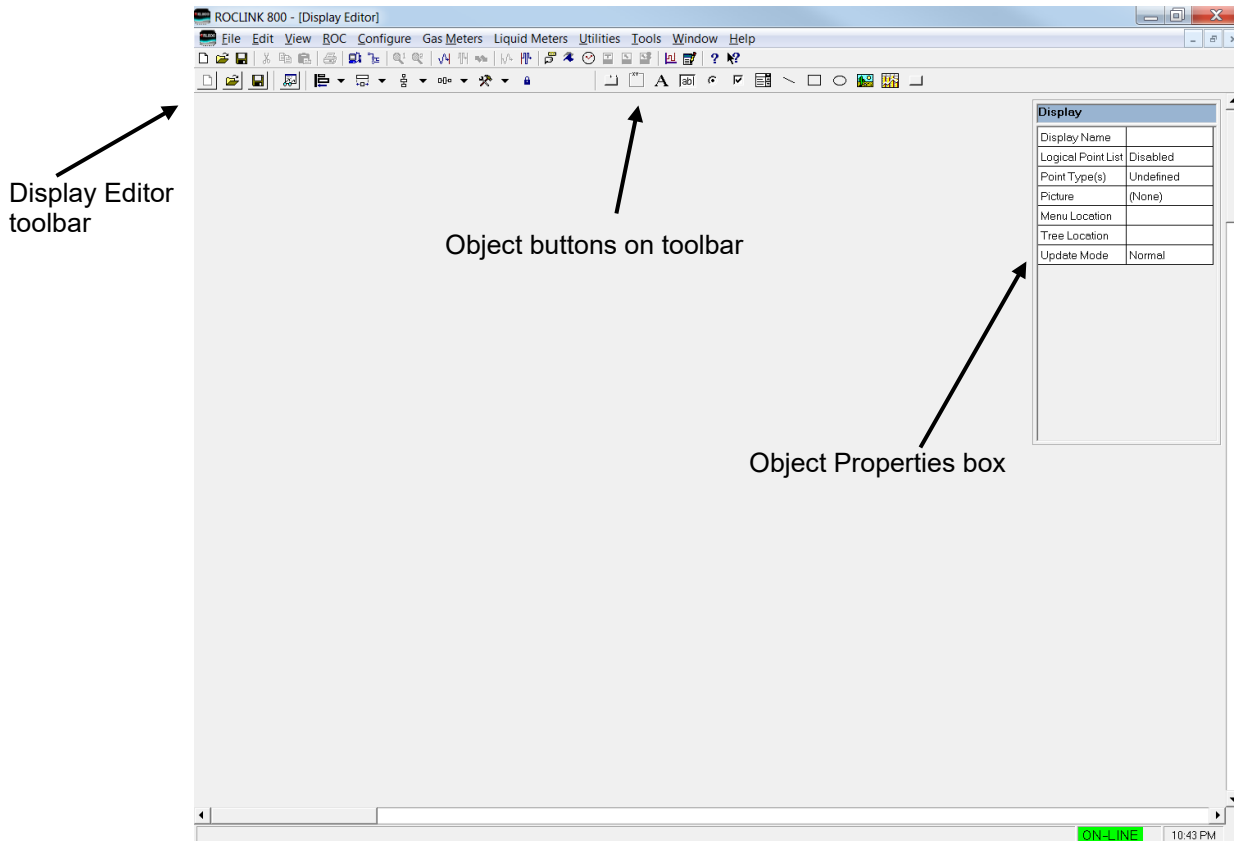 ROCLINK 800 - [Display Editor]
File Edit View ROC Configure Gas Meters Liquid Meters Utilities Tools Window Help
A ab
Display
Display Name
Logical Point List Disabled
Point Type(s) Undefined
Picture (None)
Menu Location
Tree Location
Update Mode Normal
Display Editor
toolbar
Object buttons on toolbar
Object Properties box
ON-LINE 10:43 PM